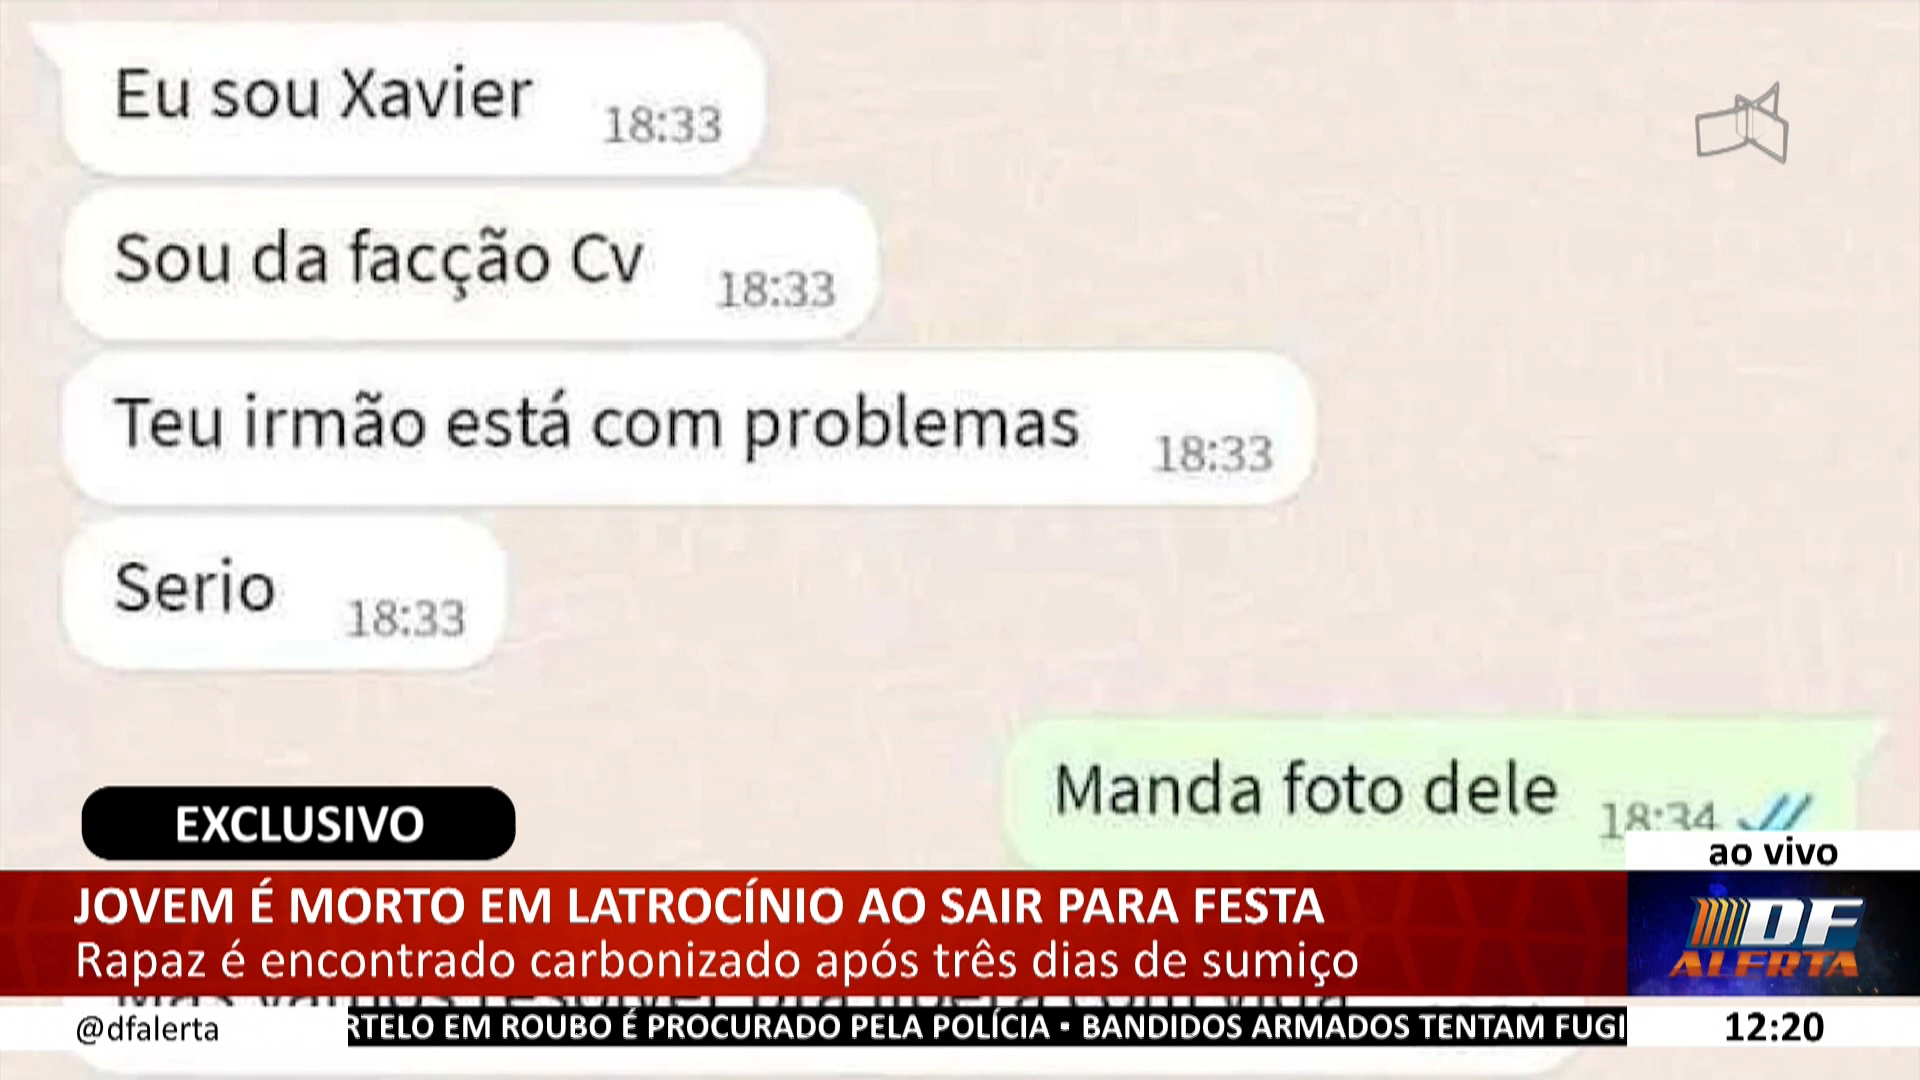 Eu sou Xavier 18:33
Sou da facção Cv 18:33
Teu irmão está com problemas 18:33
Serio 18:33
Manda foto dele 18:34
EXCLUSIVO
ao vivo
JOVEM É MORTO EM LATROCÍNIO AO SAIR PARA FESTA
Rapaz é encontrado carbonizado após três dias de sumiço
DF
ALERTA
@dfalerta
RTELO EM ROUBO É PROCURADO PELA POLÍCIA ▪ BANDIDOS ARMADOS TENTAM FUGI
12:20